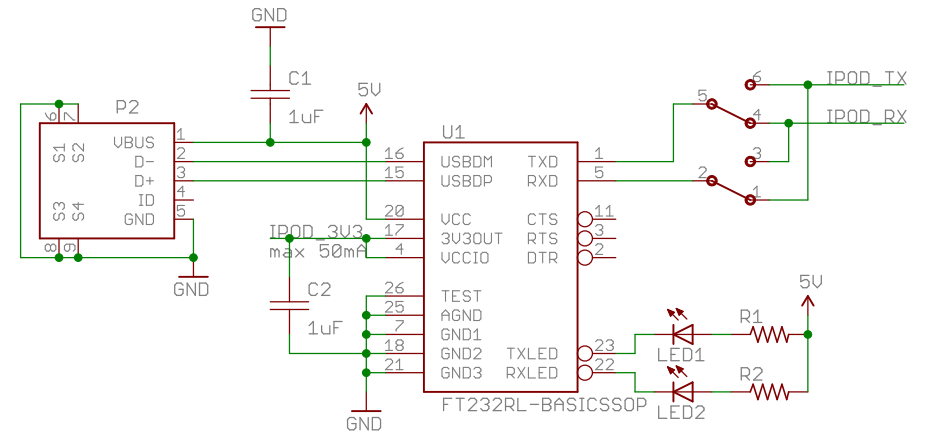 GND
C1
1uF
5V
P2
6 7
S1 S2
S3 S4
8 9
VBUS 1
D- 2
D+ 3
ID 4
GND 5
GND
IPOD_3V3
max 50mA
C2
1uF
GND
U1
16 USBDM TXD 1
15 USBDP RXD 5
20 VCC CTS 11
17 3V3OUT RTS 3
4 VCCIO DTR 2
26 TEST
25 AGND
7 GND1
18 GND2 TXLED 23
21 GND3 RXLED 22
FT232RL-BASICSSOP
6 IPOD_TX
5
4 IPOD_RX
3
2
1
5V
R1
LED1
R2
LED2